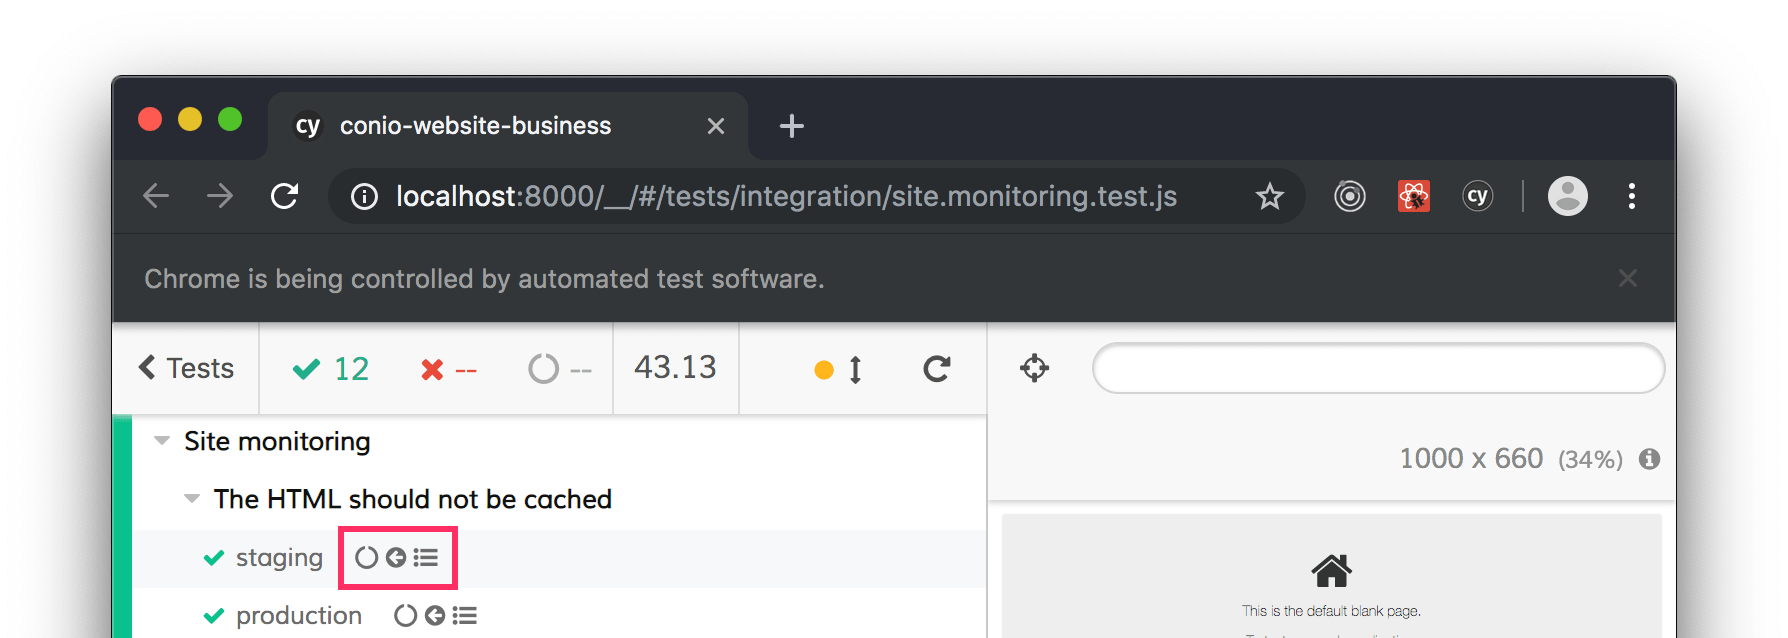 cy conio-website-business
localhost:8000/__/#/tests/integration/site.monitoring.test.js cy
Chrome is being controlled by automated test software.
Tests 12 -- -- 43.13
1000 x 660 (34%)
Site monitoring
The HTML should not be cached
staging
production
This is the default blank page.